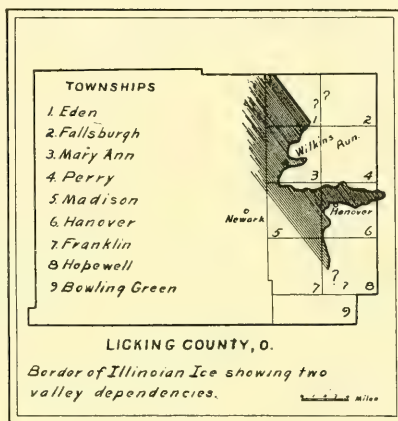 TOWNSHIPS
1. Eden
2. Fallsburgh
3. Mary Ann
4. Perry
5. Madison
6. Hanover
7. Franklin
8 Hopewell
9 Bowling Green
? ?
1 2
Wilkins Run.
3 4
Newark
Hanover
5 6
? ?
7 8
9
LICKING COUNTY, O.
Border of Illinoian Ice showing two
valley dependencies.
Miles